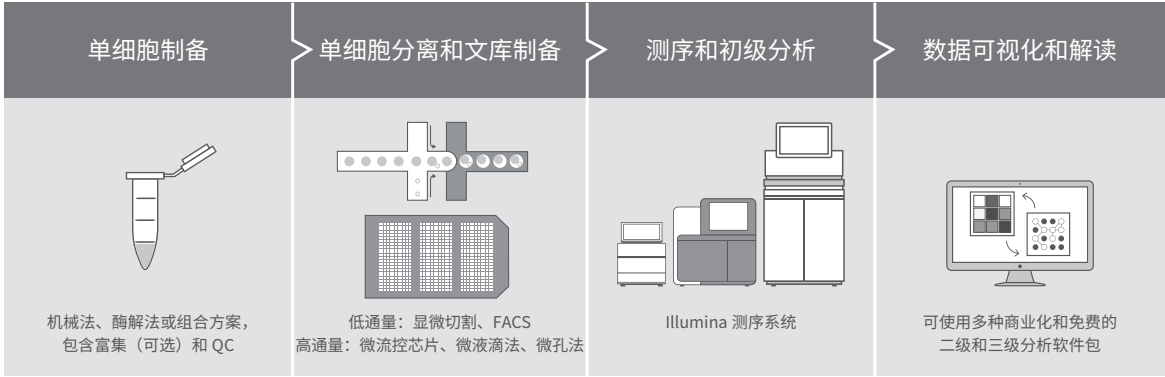 单细胞制备
单细胞分离和文库制备
测序和初级分析
数据可视化和解读
机械法、酶解法或组合方案，
包含富集（可选）和 QC
低通量：显微切割、FACS
高通量：微流控芯片、微液滴法、微孔法
Illumina 测序系统
可使用多种商业化和免费的
二级和三级分析软件包